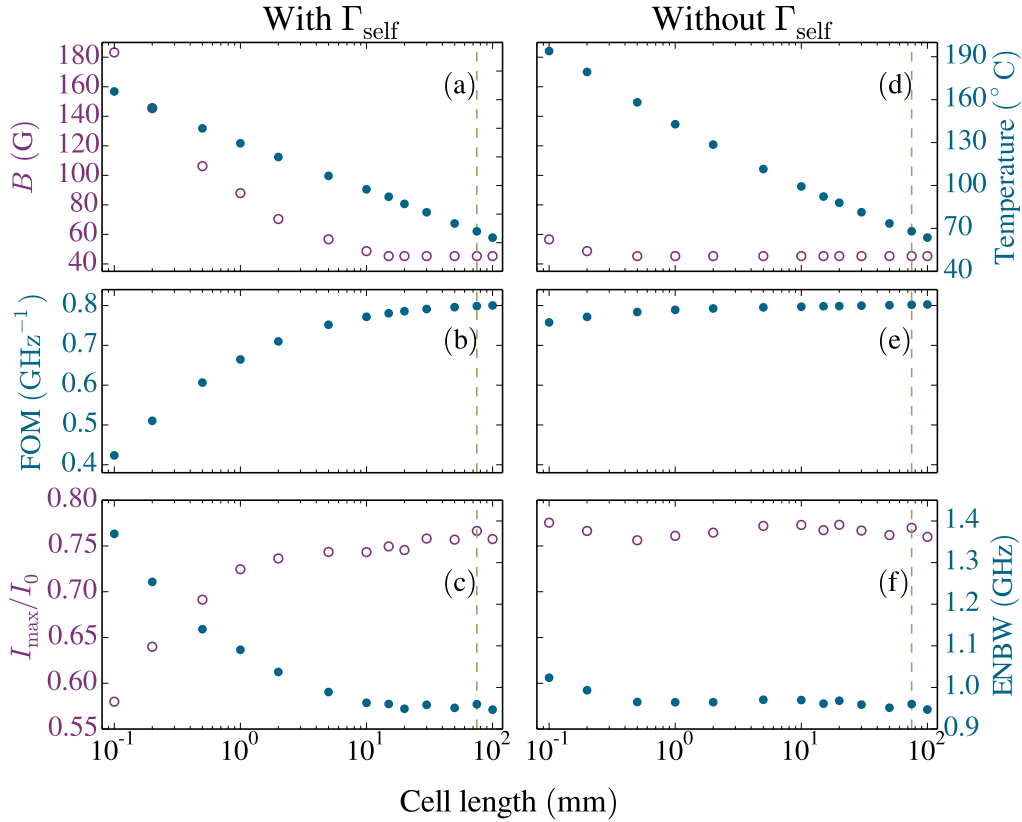 With Γself
Without Γself
180
160
140
120
100
80
60
40
B (G)
(a)
(d)
190
160
130
100
70
40
Temperature (° C)
0.8
0.7
0.6
0.5
0.4
FOM (GHz⁻¹)
(b)
(e)
0.80
0.75
0.70
0.65
0.60
0.55
Imax/I0
(c)
(f)
1.4
1.3
1.2
1.1
1.0
0.9
ENBW (GHz)
10⁻¹ 10⁰ 10¹ 10² 10⁻¹ 10⁰ 10¹ 10²
Cell length (mm)